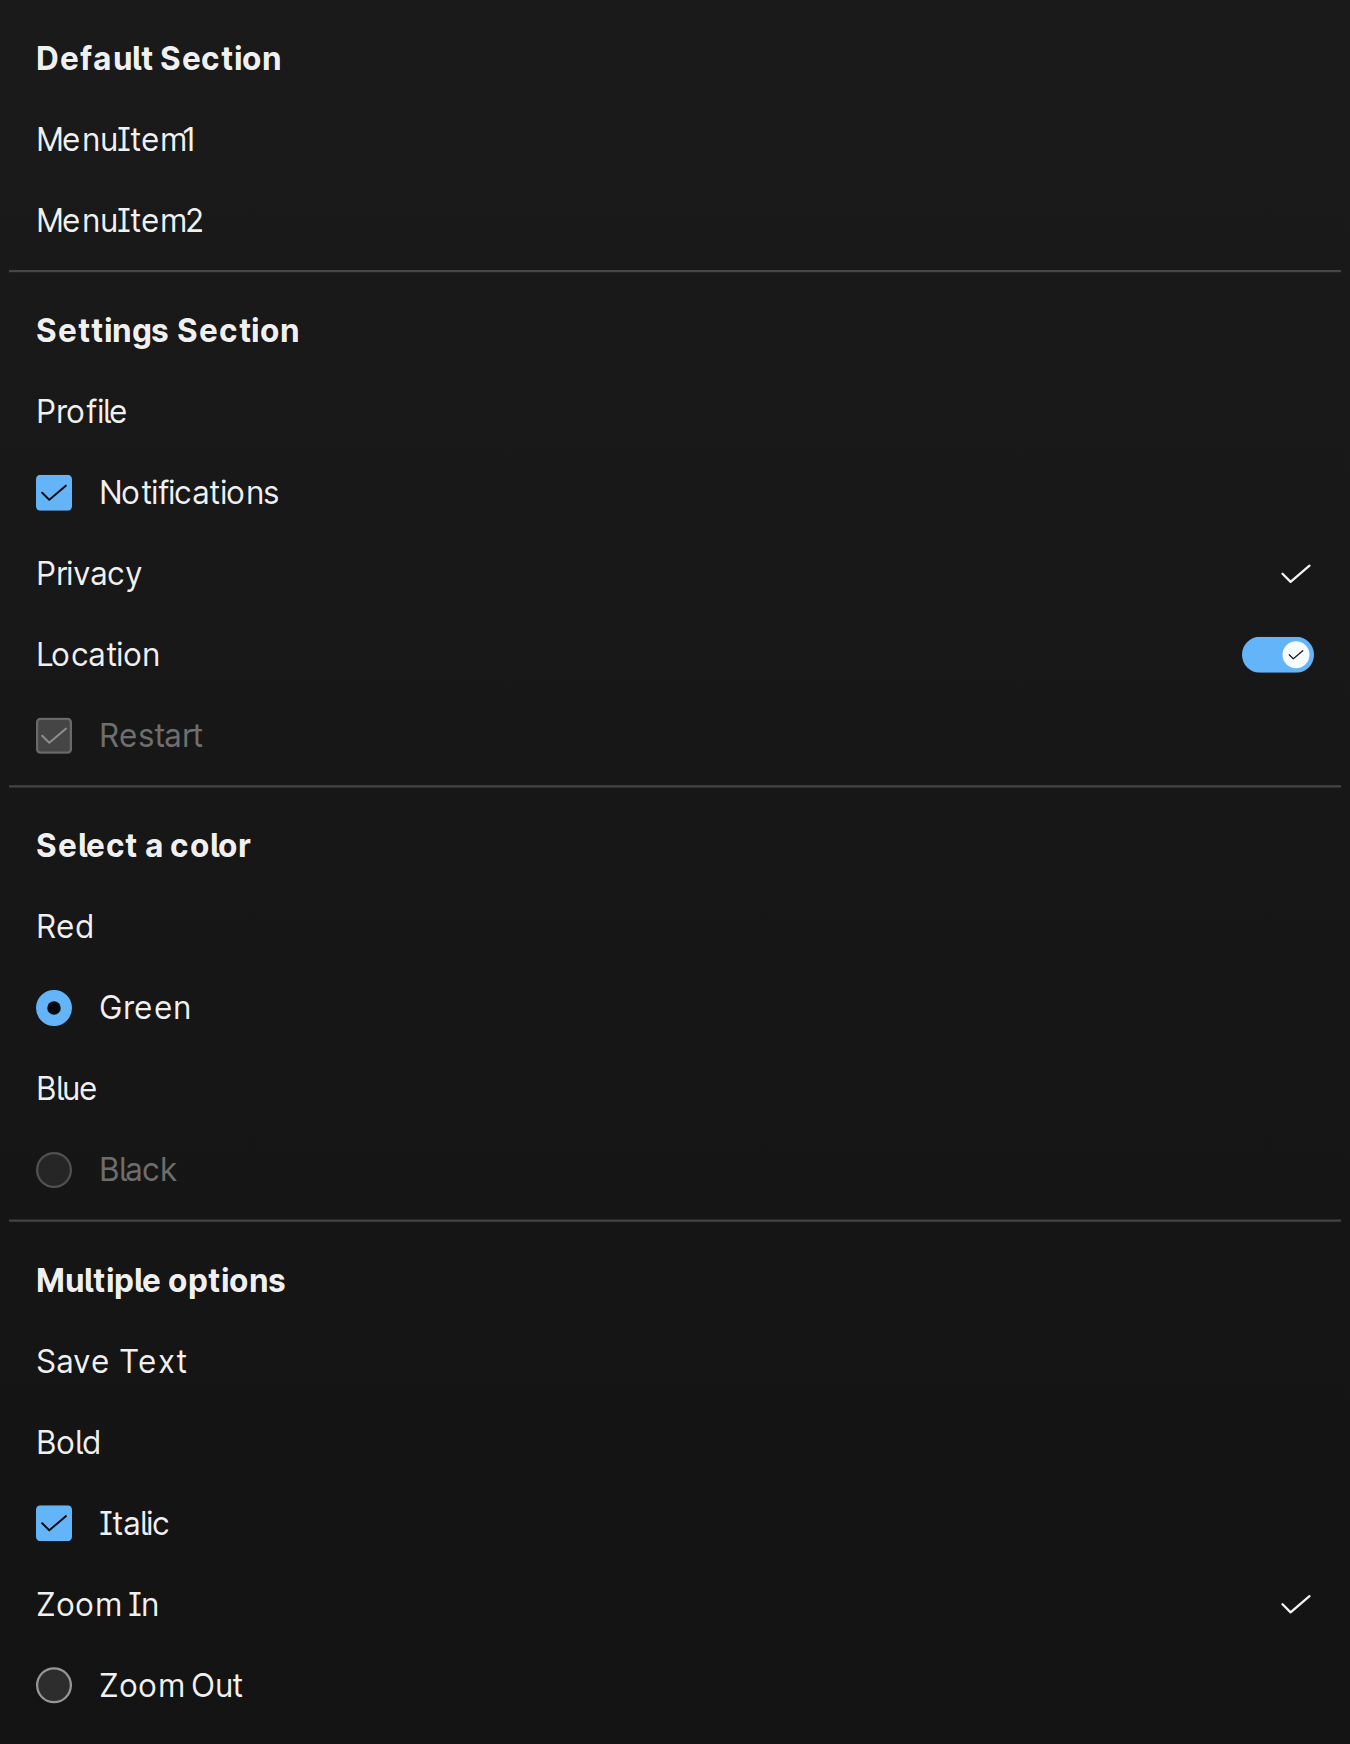 Default Section
MenuItem1
MenuItem2
Settings Section
Profile
Notifications
Privacy
Location
Restart
Select a color
Red
Green
Blue
Black
Multiple options
Save Text
Bold
Italic
Zoom In
Zoom Out